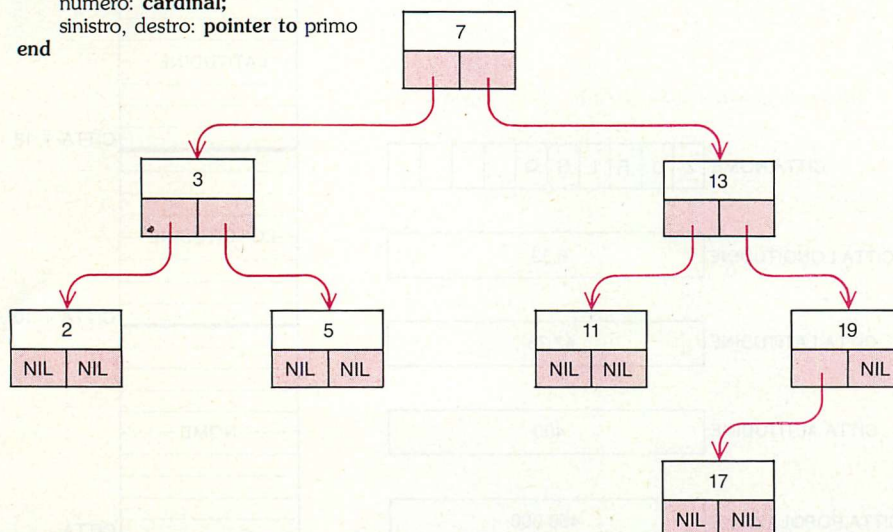 numero: cardinal;
sinistro, destro: pointer to primo
end
7
3
13
2
5
11
19
NIL NIL
NIL NIL
NIL NIL
NIL
17
NIL NIL